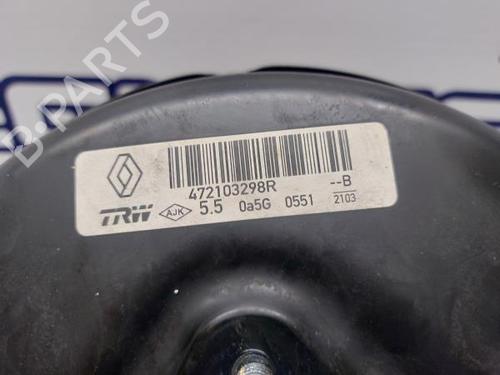 B-PARTS
472103298R --B
TRW AJK 5.5 0a5G 0551 2103